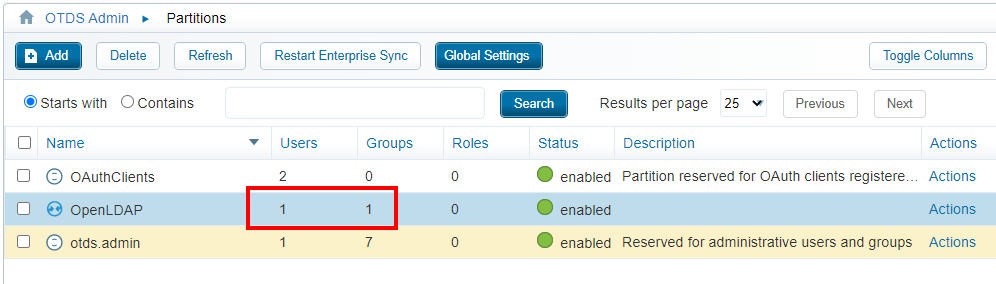 OTDS Admin ▸ Partitions
Add Delete Refresh Restart Enterprise Sync Global Settings Toggle Columns
Starts with Contains Search Results per page 25 Previous Next
Name Users Groups Roles Status Description Actions
OAuthClients 2 0 0 enabled Partition reserved for OAuth clients registere... Actions
OpenLDAP 1 1 0 enabled Actions
otds.admin 1 7 0 enabled Reserved for administrative users and groups Actions